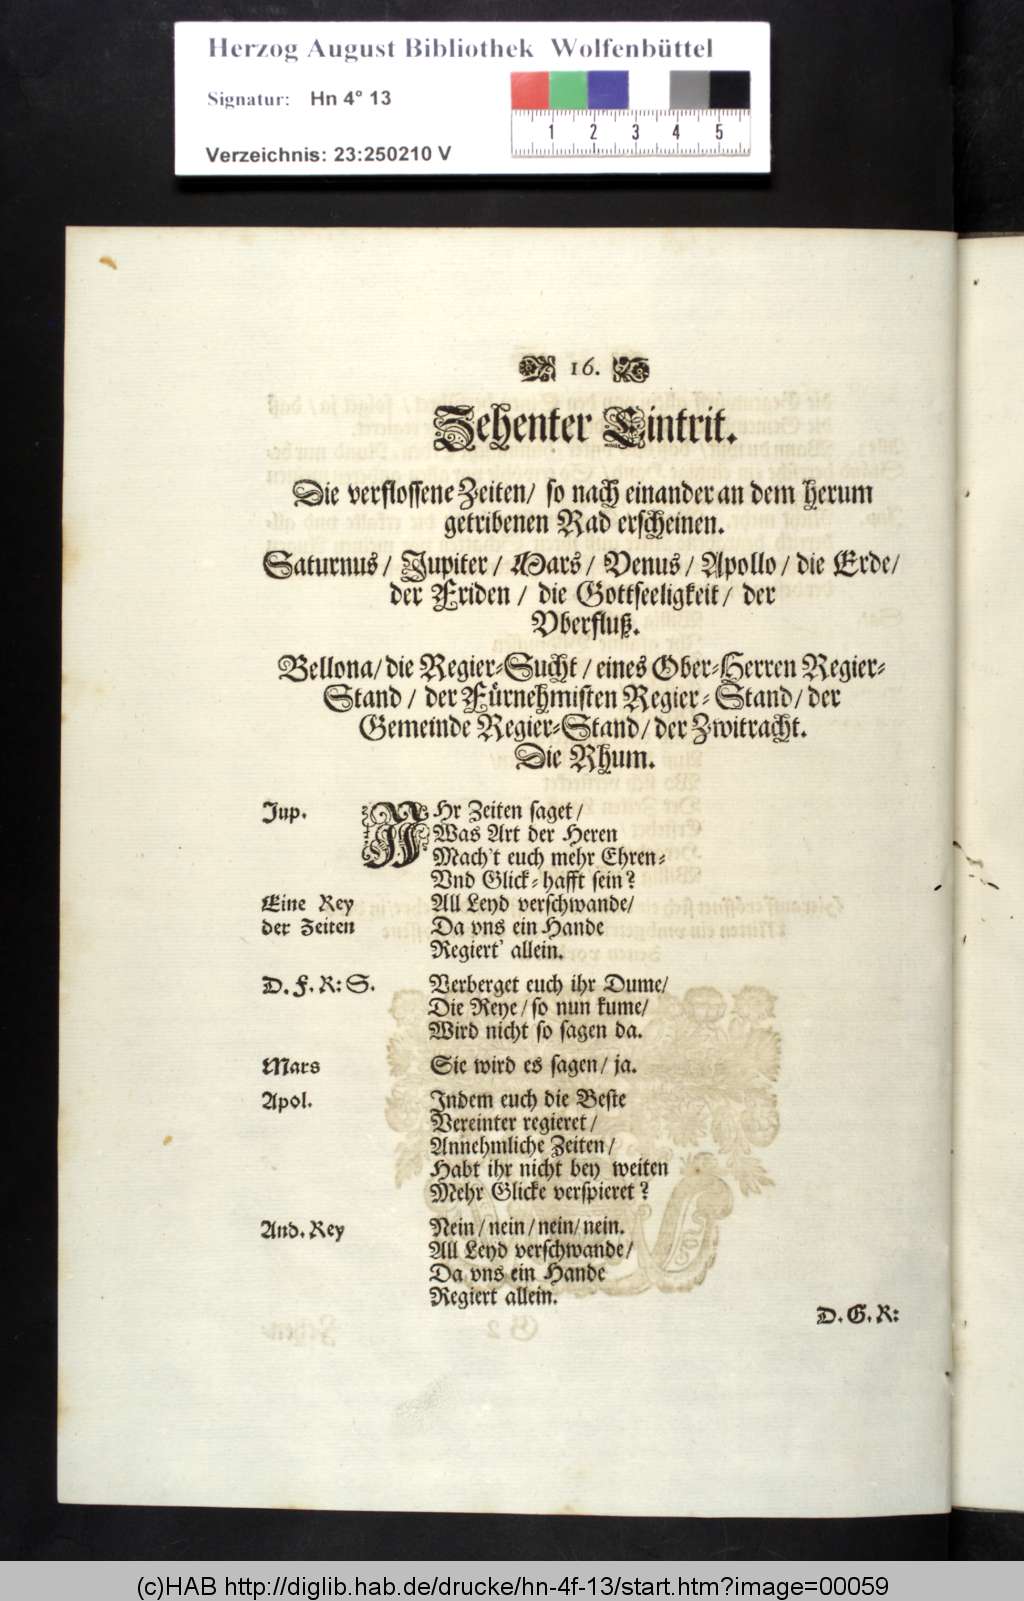 Herzog August Bibliothek Wolfenbüttel
Signatur: Hn 4° 13
Verzeichnis: 23:250210 V
1 2 3 4 5
16.
Zehenter Eintrit.
Die verflossene Zeiten/ so nach einander an dem herum
getribenen Rad erscheinen.
Saturnus/ Jupiter/ Mars/ Venus/ Apollo/ die Erde/
der Friden/ die Gottseeligkeit/ der
Vberfluß.
Bellona/ die Regier-Sucht/ eines Ober-Herren Regier-
Stand/ der Fürnehmisten Regier-Stand/ der
Gemeinde Regier-Stand/ der Zwitracht.
Die Rhum.
Jup. IHr Zeiten saget/
Was Art der Heren
Mach't euch mehr Ehren-
Vnd Glick-hafft sein?
Eine Rey All Leyd verschwande/
der Zeiten Da vns ein Hande
Regiert' allein.
D. F. R: S. Verberget euch ihr Dume/
Die Reye/ so nun kume/
Wird nicht so sagen da.
Mars Sie wird es sagen/ ja.
Apol. Indem euch die Beste
Vereinter regieret/
Annehmliche Zeiten/
Habt ihr nicht bey weiten
Mehr Glicke verspieret?
And. Rey Nein/ nein/ nein/ nein.
All Leyd verschwande/
Da vns ein Hande
Regiert allein.
D. G. R:
(c)HAB http://diglib.hab.de/drucke/hn-4f-13/start.htm?image=00059